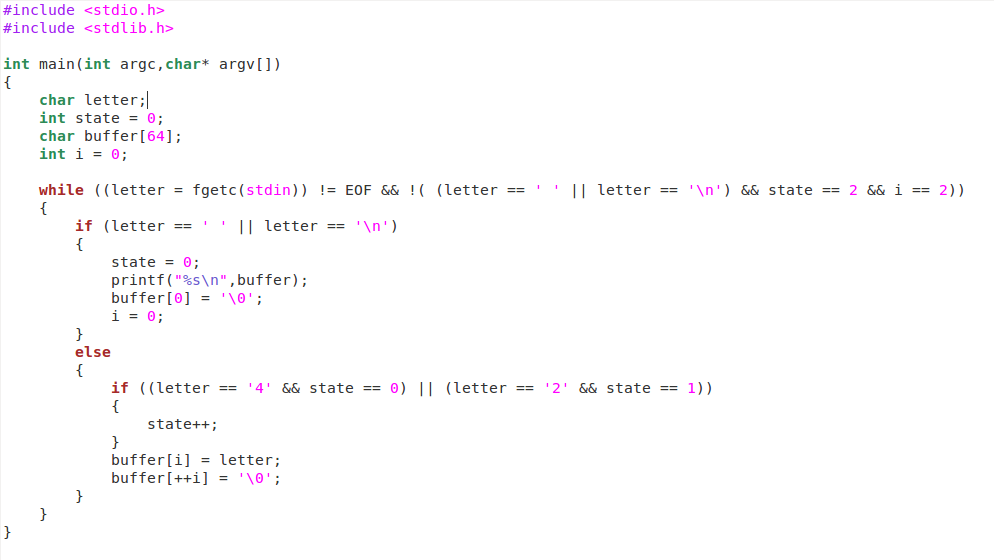 #include <stdio.h>
#include <stdlib.h>

int main(int argc,char* argv[])
{
    char letter;
    int state = 0;
    char buffer[64];
    int i = 0;

    while ((letter = fgetc(stdin)) != EOF && !( (letter == ' ' || letter == '\n') && state == 2 && i == 2))
    {
        if (letter == ' ' || letter == '\n')
        {
            state = 0;
            printf("%s\n",buffer);
            buffer[0] = '\0';
            i = 0;
        }
        else
        {
            if ((letter == '4' && state == 0) || (letter == '2' && state == 1))
            {
                state++;
            }
            buffer[i] = letter;
            buffer[++i] = '\0';
        }
    }
}